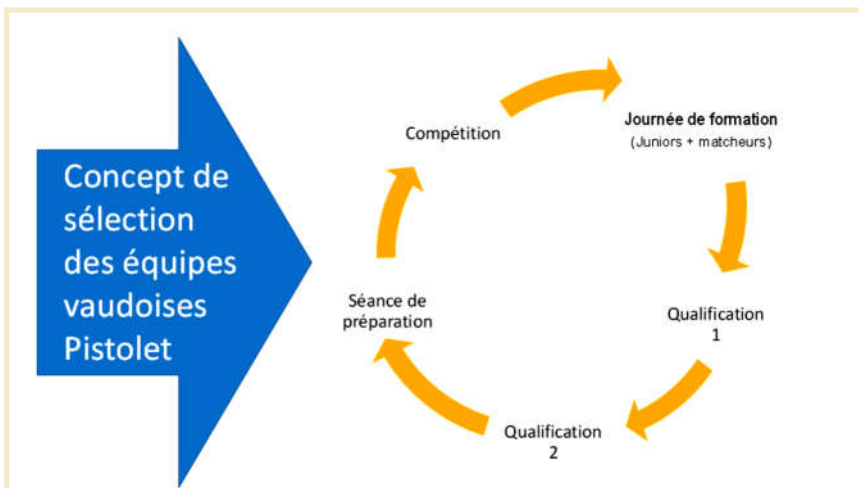 Concept de
sélection
des équipes
vaudoises
Pistolet
Compétition
Journée de formation
(Juniors + matcheurs)
Qualification
1
Qualification
2
Séance de
préparation